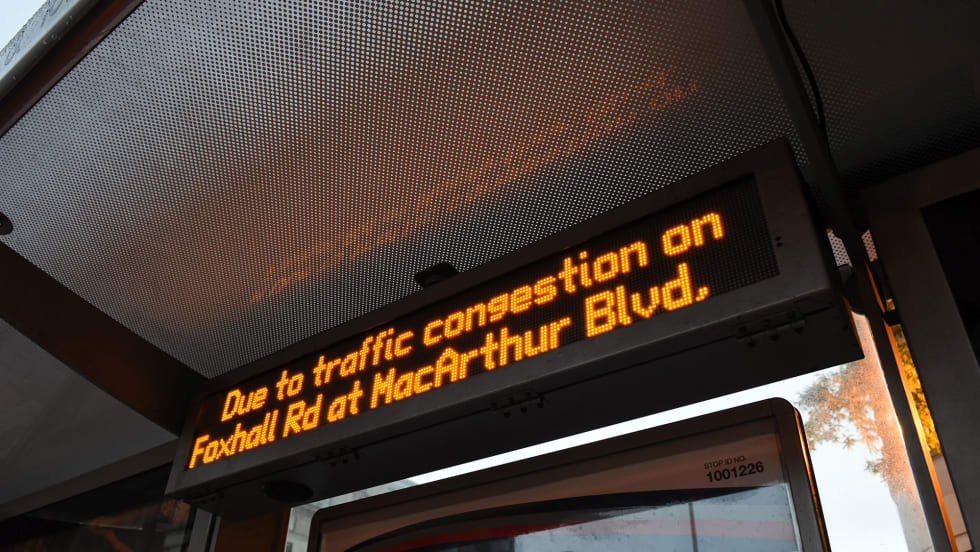 Due to traffic congestion on
Foxhall Rd at MacArthur Blvd,
STOP ID NO.
1001226